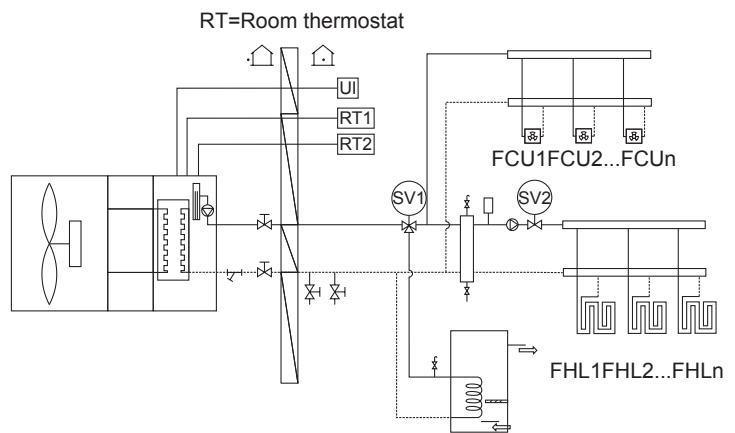 RT=Room thermostat
UI
RT1
RT2
FCU1FCU2...FCUn
SV1
SV2
FHL1FHL2...FHLn